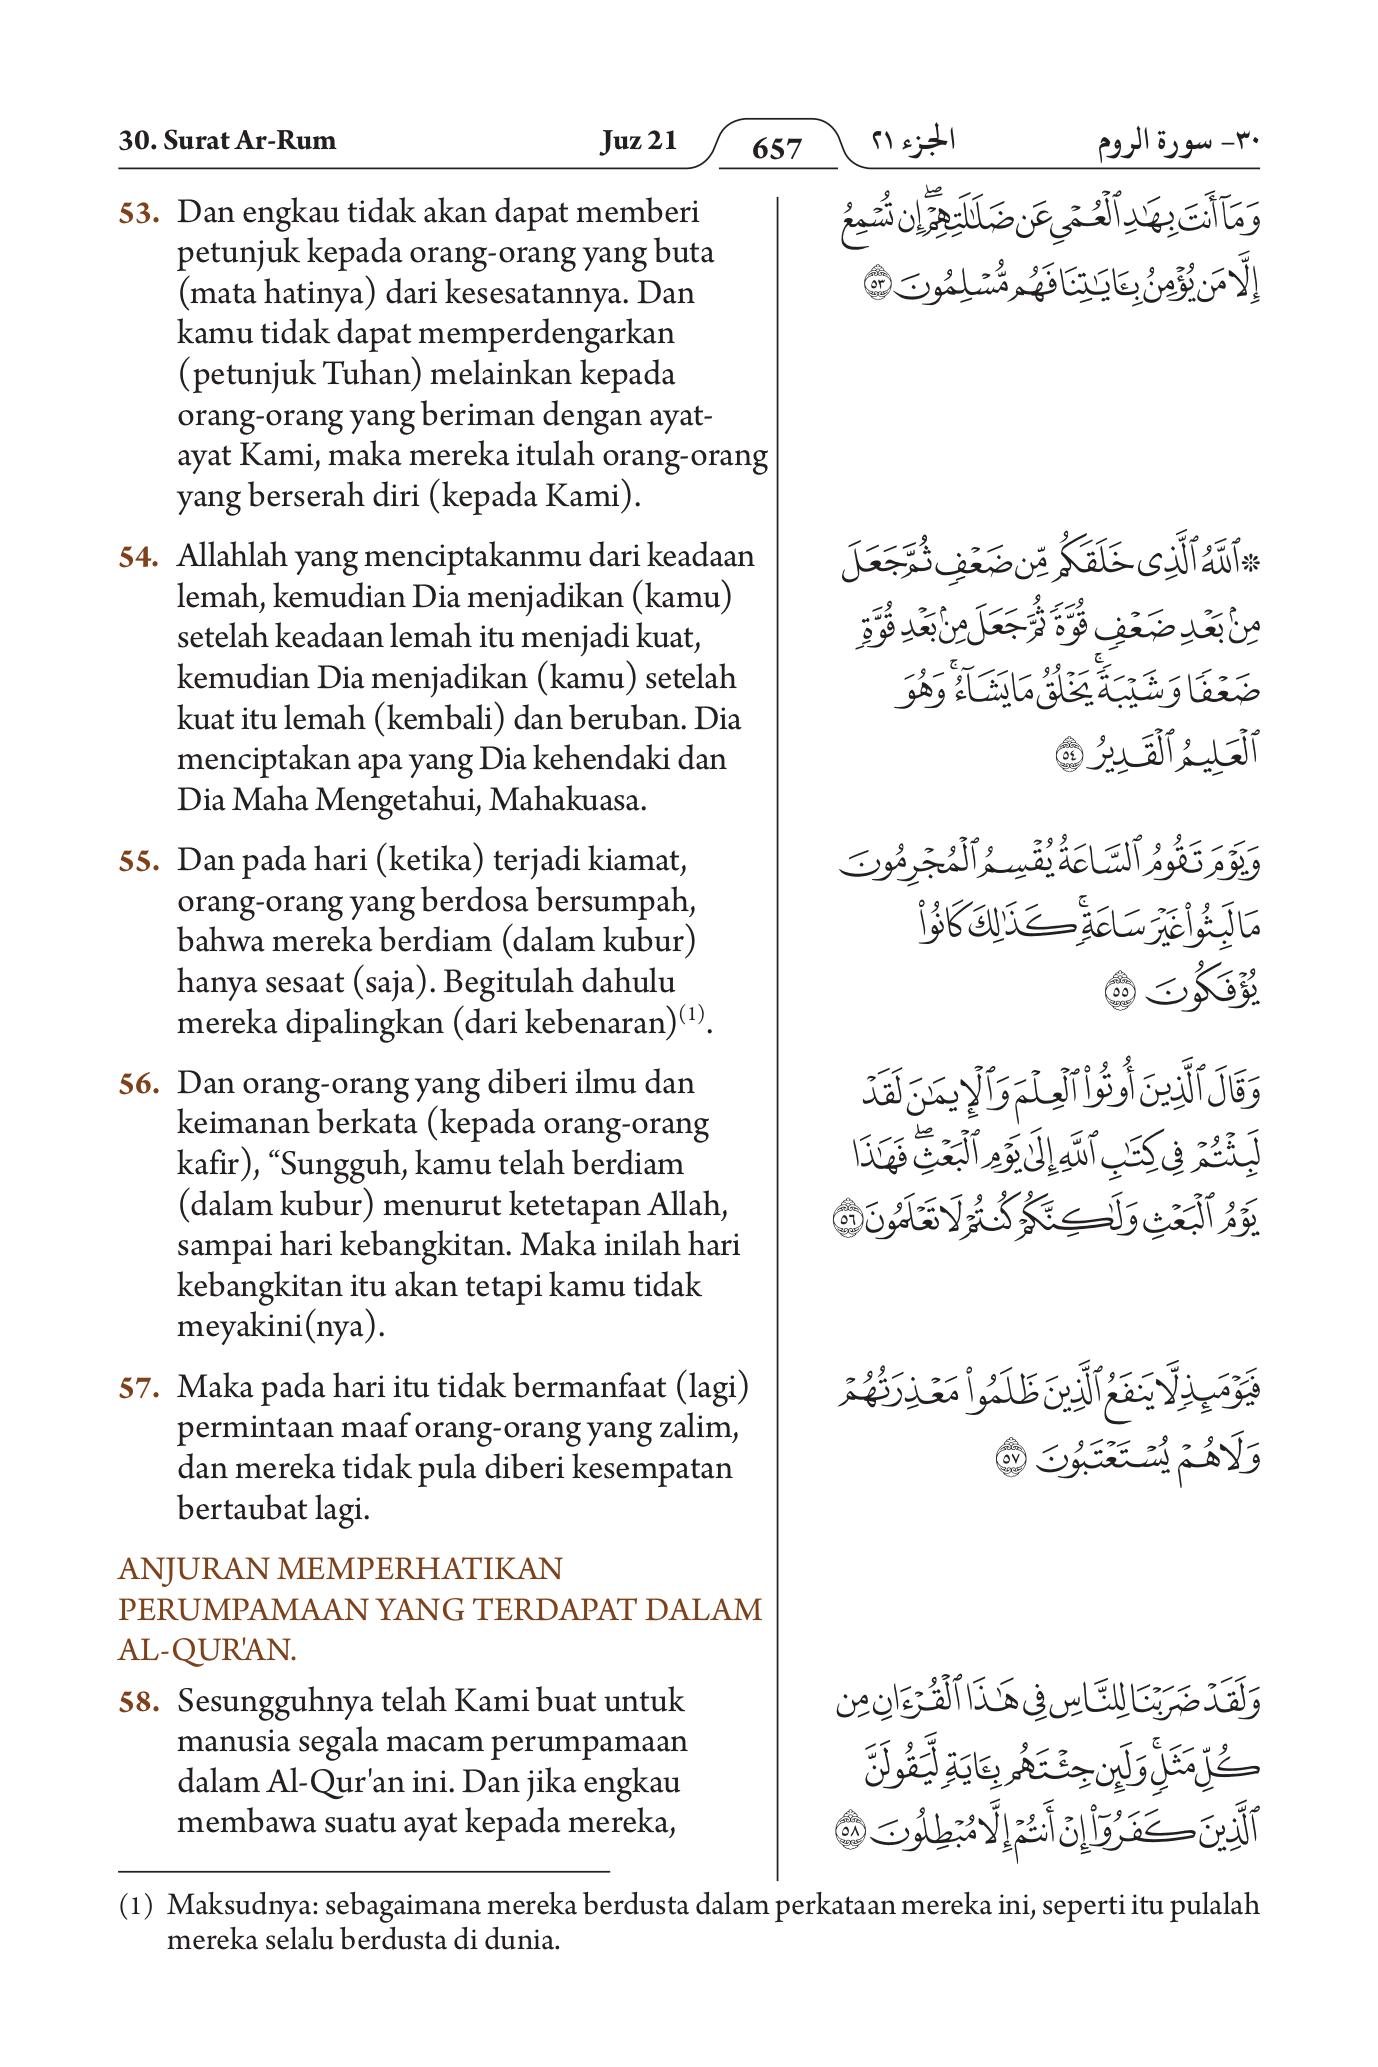 30. Surat Ar-Rum Juz 21 657 الجزء ٢١ ٣٠- سورة الروم
53. Dan engkau tidak akan dapat memberi
petunjuk kepada orang-orang yang buta
(mata hatinya) dari kesesatannya. Dan
kamu tidak dapat memperdengarkan
(petunjuk Tuhan) melainkan kepada
orang-orang yang beriman dengan ayat-
ayat Kami, maka mereka itulah orang-orang
yang berserah diri (kepada Kami).
وَمَآ أَنتَ بِهَٰدِ ٱلْعُمْىِ عَن ضَلَٰلَتِهِمْ ۖ إِن تُسْمِعُ
إِلَّا مَن يُؤْمِنُ بِـَٔايَٰتِنَا فَهُم مُّسْلِمُونَ ٥٣
54. Allahlah yang menciptakanmu dari keadaan
lemah, kemudian Dia menjadikan (kamu)
setelah keadaan lemah itu menjadi kuat,
kemudian Dia menjadikan (kamu) setelah
kuat itu lemah (kembali) dan beruban. Dia
menciptakan apa yang Dia kehendaki dan
Dia Maha Mengetahui, Mahakuasa.
۞ ٱللَّهُ ٱلَّذِى خَلَقَكُم مِّن ضَعْفٍ ثُمَّ جَعَلَ
مِنۢ بَعْدِ ضَعْفٍ قُوَّةً ثُمَّ جَعَلَ مِنۢ بَعْدِ قُوَّةٍ
ضَعْفًا وَشَيْبَةً ۚ يَخْلُقُ مَا يَشَآءُ ۚ وَهُوَ
ٱلْعَلِيمُ ٱلْقَدِيرُ ٥٤
55. Dan pada hari (ketika) terjadi kiamat,
orang-orang yang berdosa bersumpah,
bahwa mereka berdiam (dalam kubur)
hanya sesaat (saja). Begitulah dahulu
mereka dipalingkan (dari kebenaran)(1).
وَيَوْمَ تَقُومُ ٱلسَّاعَةُ يُقْسِمُ ٱلْمُجْرِمُونَ
مَا لَبِثُوا۟ غَيْرَ سَاعَةٍ ۚ كَذَٰلِكَ كَانُوا۟
يُؤْفَكُونَ ٥٥
56. Dan orang-orang yang diberi ilmu dan
keimanan berkata (kepada orang-orang
kafir), “Sungguh, kamu telah berdiam
(dalam kubur) menurut ketetapan Allah,
sampai hari kebangkitan. Maka inilah hari
kebangkitan itu akan tetapi kamu tidak
meyakini(nya).
وَقَالَ ٱلَّذِينَ أُوتُوا۟ ٱلْعِلْمَ وَٱلْإِيمَٰنَ لَقَدْ
لَبِثْتُمْ فِى كِتَٰبِ ٱللَّهِ إِلَىٰ يَوْمِ ٱلْبَعْثِ ۖ فَهَٰذَا
يَوْمُ ٱلْبَعْثِ وَلَٰكِنَّكُمْ كُنتُمْ لَا تَعْلَمُونَ ٥٦
57. Maka pada hari itu tidak bermanfaat (lagi)
permintaan maaf orang-orang yang zalim,
dan mereka tidak pula diberi kesempatan
bertaubat lagi.
فَيَوْمَئِذٍ لَّا يَنفَعُ ٱلَّذِينَ ظَلَمُوا۟ مَعْذِرَتُهُمْ
وَلَا هُمْ يُسْتَعْتَبُونَ ٥٧
ANJURAN MEMPERHATIKAN
PERUMPAMAAN YANG TERDAPAT DALAM
AL-QUR'AN.
58. Sesungguhnya telah Kami buat untuk
manusia segala macam perumpamaan
dalam Al-Qur'an ini. Dan jika engkau
membawa suatu ayat kepada mereka,
وَلَقَدْ ضَرَبْنَا لِلنَّاسِ فِى هَٰذَا ٱلْقُرْءَانِ مِن
كُلِّ مَثَلٍ ۚ وَلَئِن جِئْتَهُم بِـَٔايَةٍ لَّيَقُولَنَّ
ٱلَّذِينَ كَفَرُوٓا۟ إِنْ أَنتُمْ إِلَّا مُبْطِلُونَ ٥٨
(1) Maksudnya: sebagaimana mereka berdusta dalam perkataan mereka ini, seperti itu pulalah
mereka selalu berdusta di dunia.